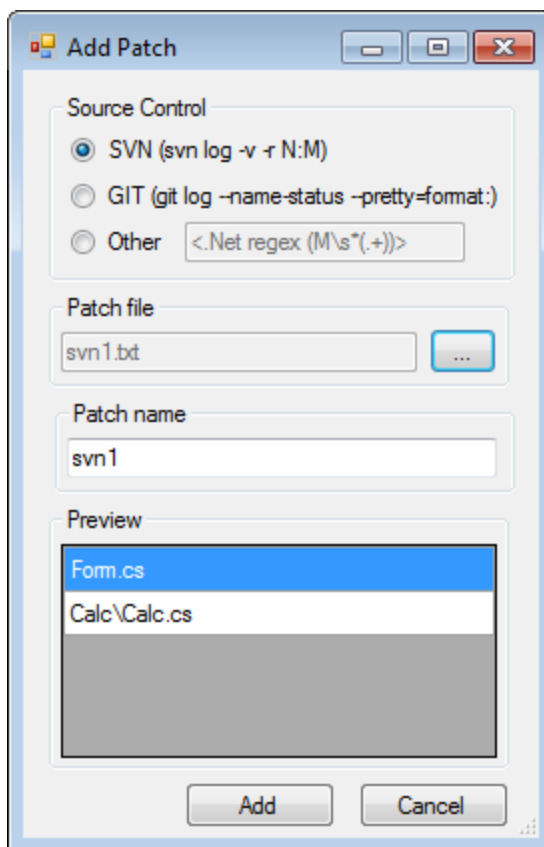 Add Patch
Source Control
SVN (svn log -v -r N:M)
GIT (git log --name-status --pretty=format:)
Other <.Net regex (M\s*(.+))>
Patch file
svn1.txt ...
Patch name
svn1
Preview
Form.cs
Calc\Calc.cs
Add Cancel